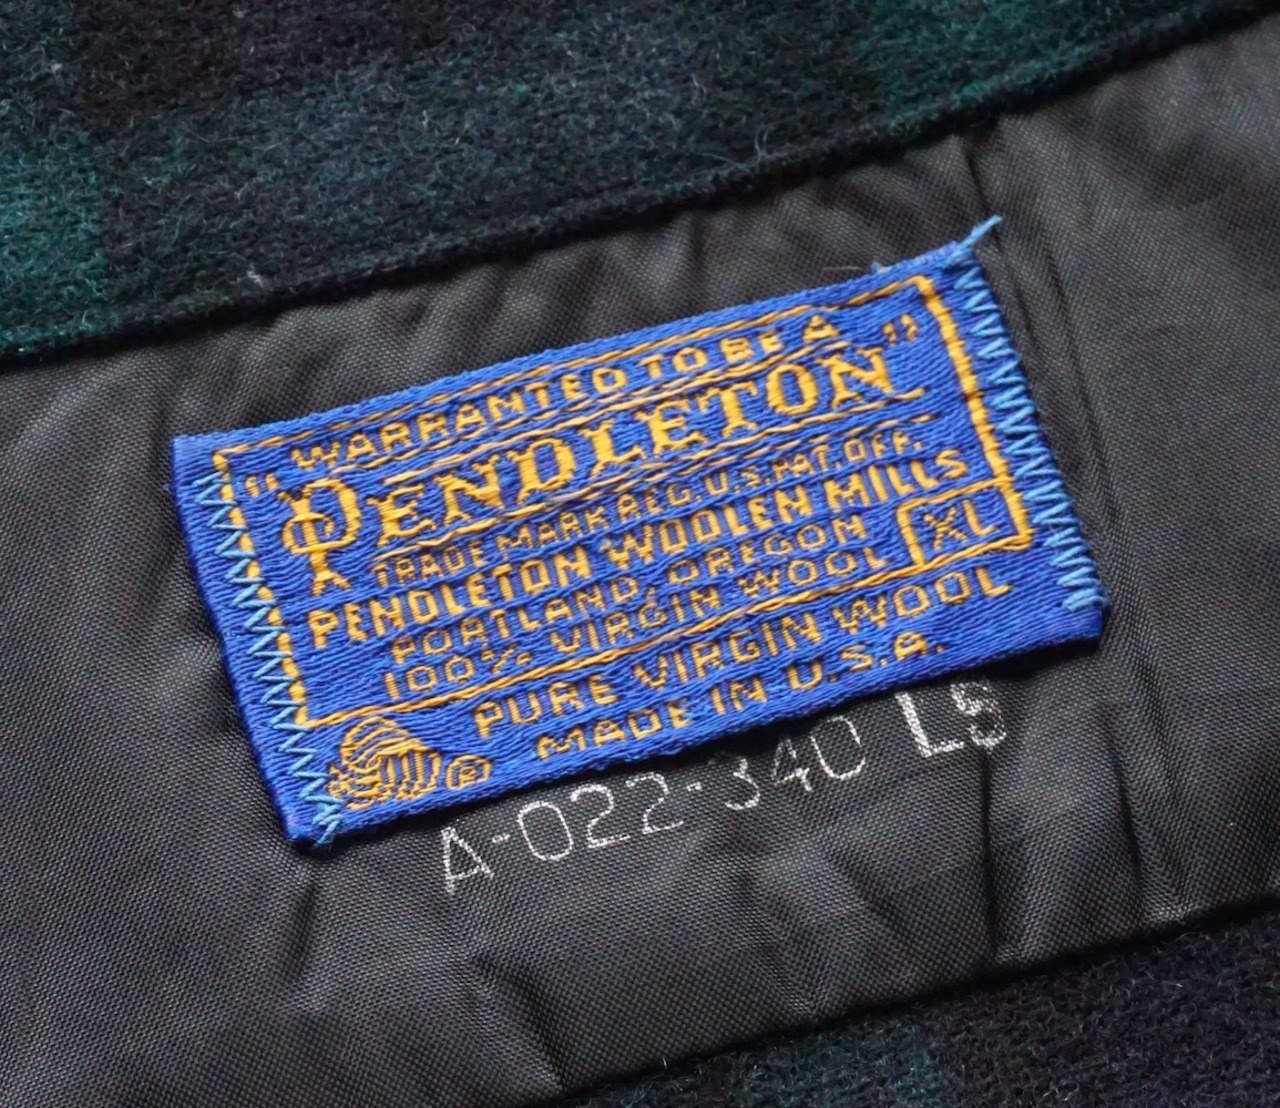 WARRANTED TO BE A
"PENDLETON"
TRADE MARK REG. U.S. PAT. OFF.
PENDLETON WOOLEN MILLS
PORTLAND, OREGON
100% VIRGIN WOOL XL
PURE VIRGIN WOOL
® MADE IN U.S.A.
A-022-340 LS